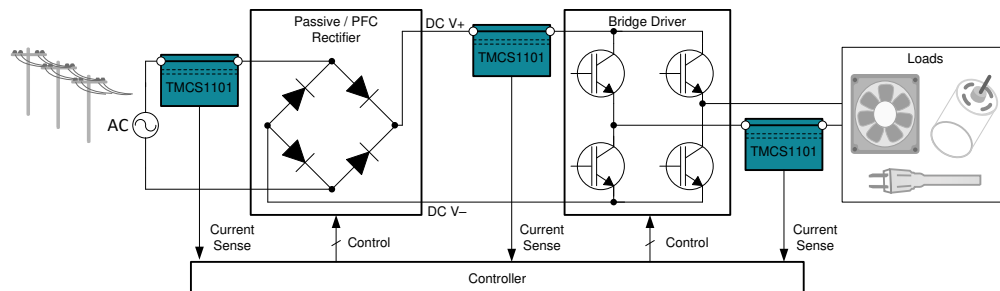 Passive / PFC
Rectifier
DC V+
Bridge Driver
TMCS1101
TMCS1101
Loads
AC
TMCS1101
DC V–
Current
Sense
Control
Current
Sense
Control
Current
Sense
Controller